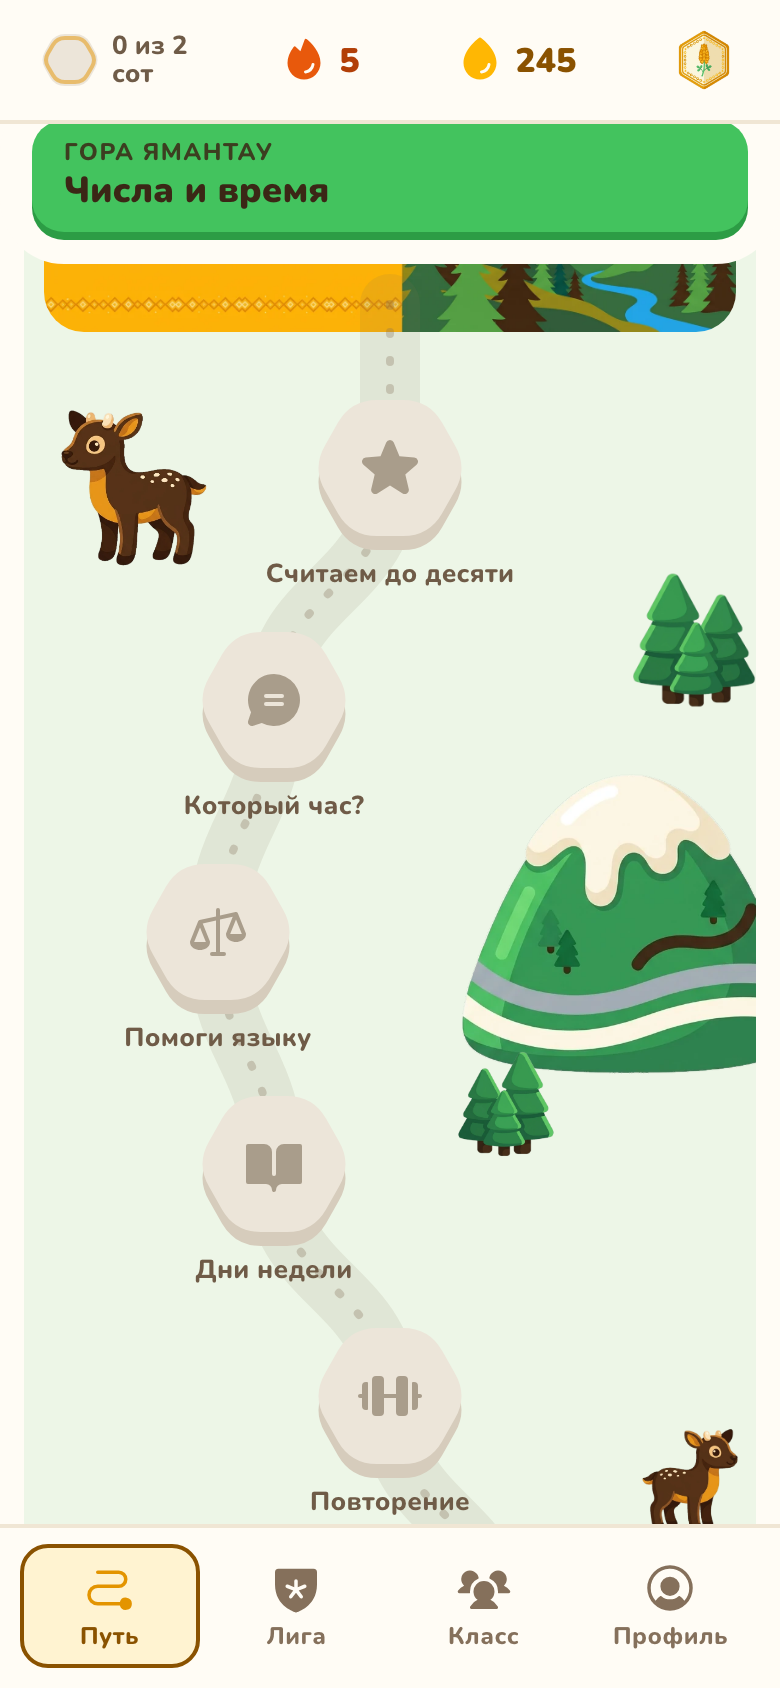 0 из 2
сот
5
245
ГОРА ЯМАНТАУ
Числа и время
Считаем до десяти
Который час?
Помоги языку
Дни недели
Повторение
Путь
Лига
Класс
Профиль